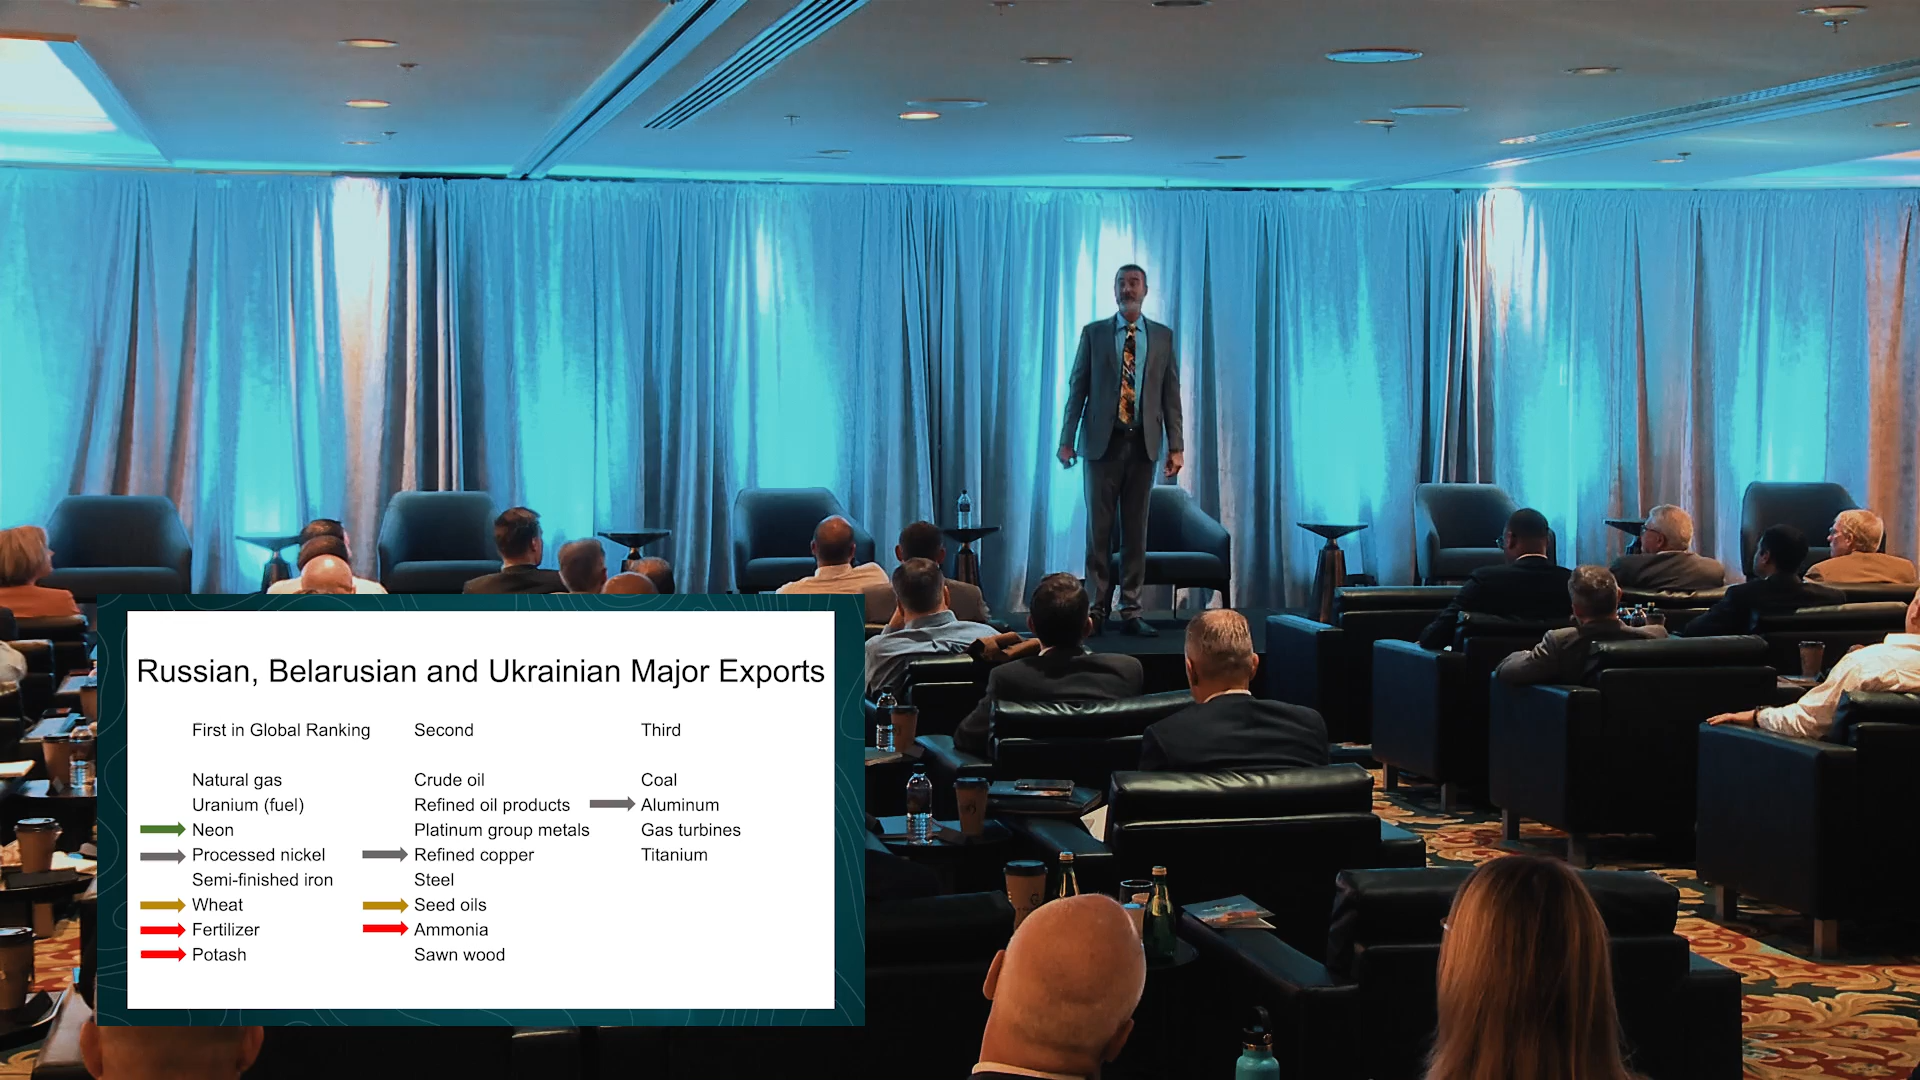 Russian, Belarusian and Ukrainian Major Exports
First in Global Ranking Second Third
Natural gas Crude oil Coal
Uranium (fuel) Refined oil products Aluminum
Neon Platinum group metals Gas turbines
Processed nickel Refined copper Titanium
Semi-finished iron Steel
Wheat Seed oils
Fertilizer Ammonia
Potash Sawn wood